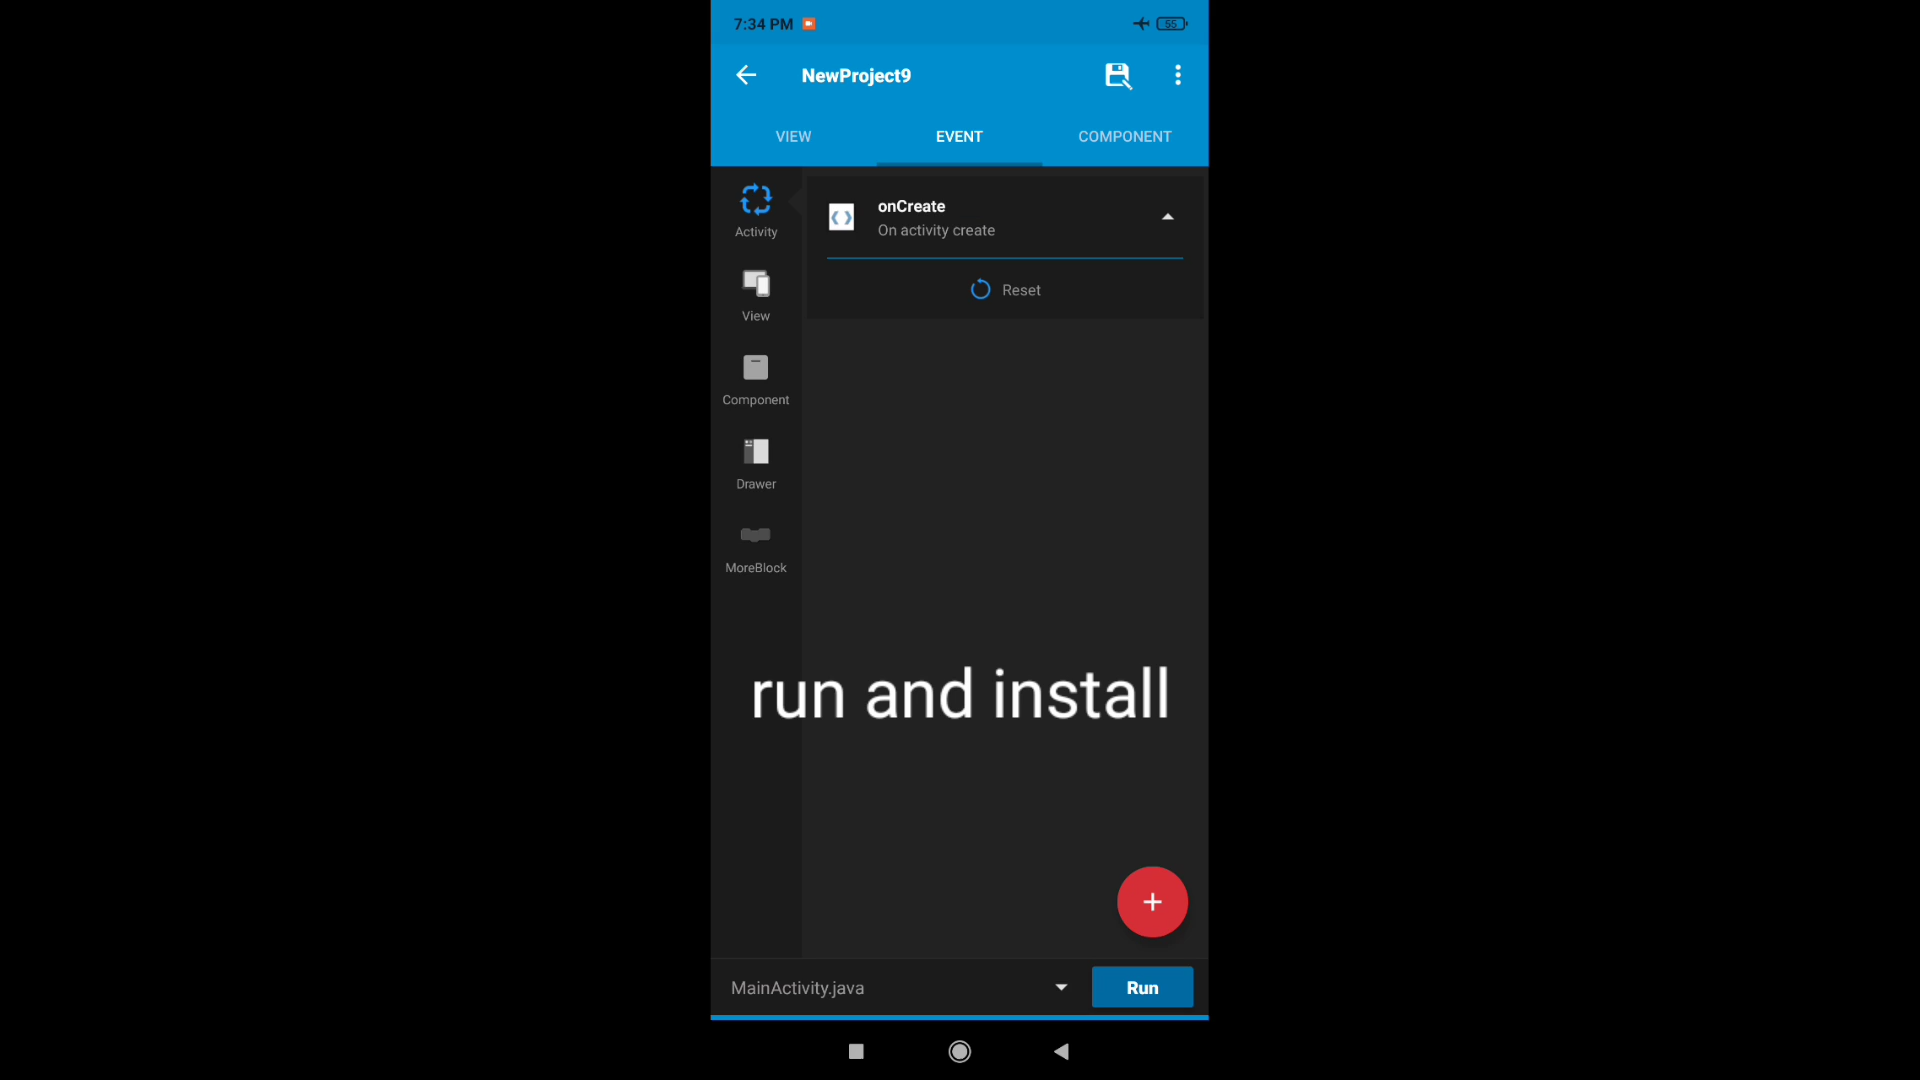 7:34 PM
55
NewProject9
VIEW
EVENT
COMPONENT
Activity
onCreate
On activity create
Reset
View
Component
Drawer
MoreBlock
run and install
+
MainActivity.java
Run